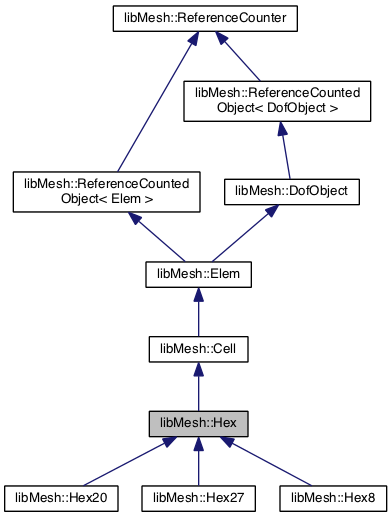 libMesh::ReferenceCounter
libMesh::ReferenceCounted
Object< DofObject >
libMesh::ReferenceCounted
Object< Elem >
libMesh::DofObject
libMesh::Elem
libMesh::Cell
libMesh::Hex
libMesh::Hex20
libMesh::Hex27
libMesh::Hex8